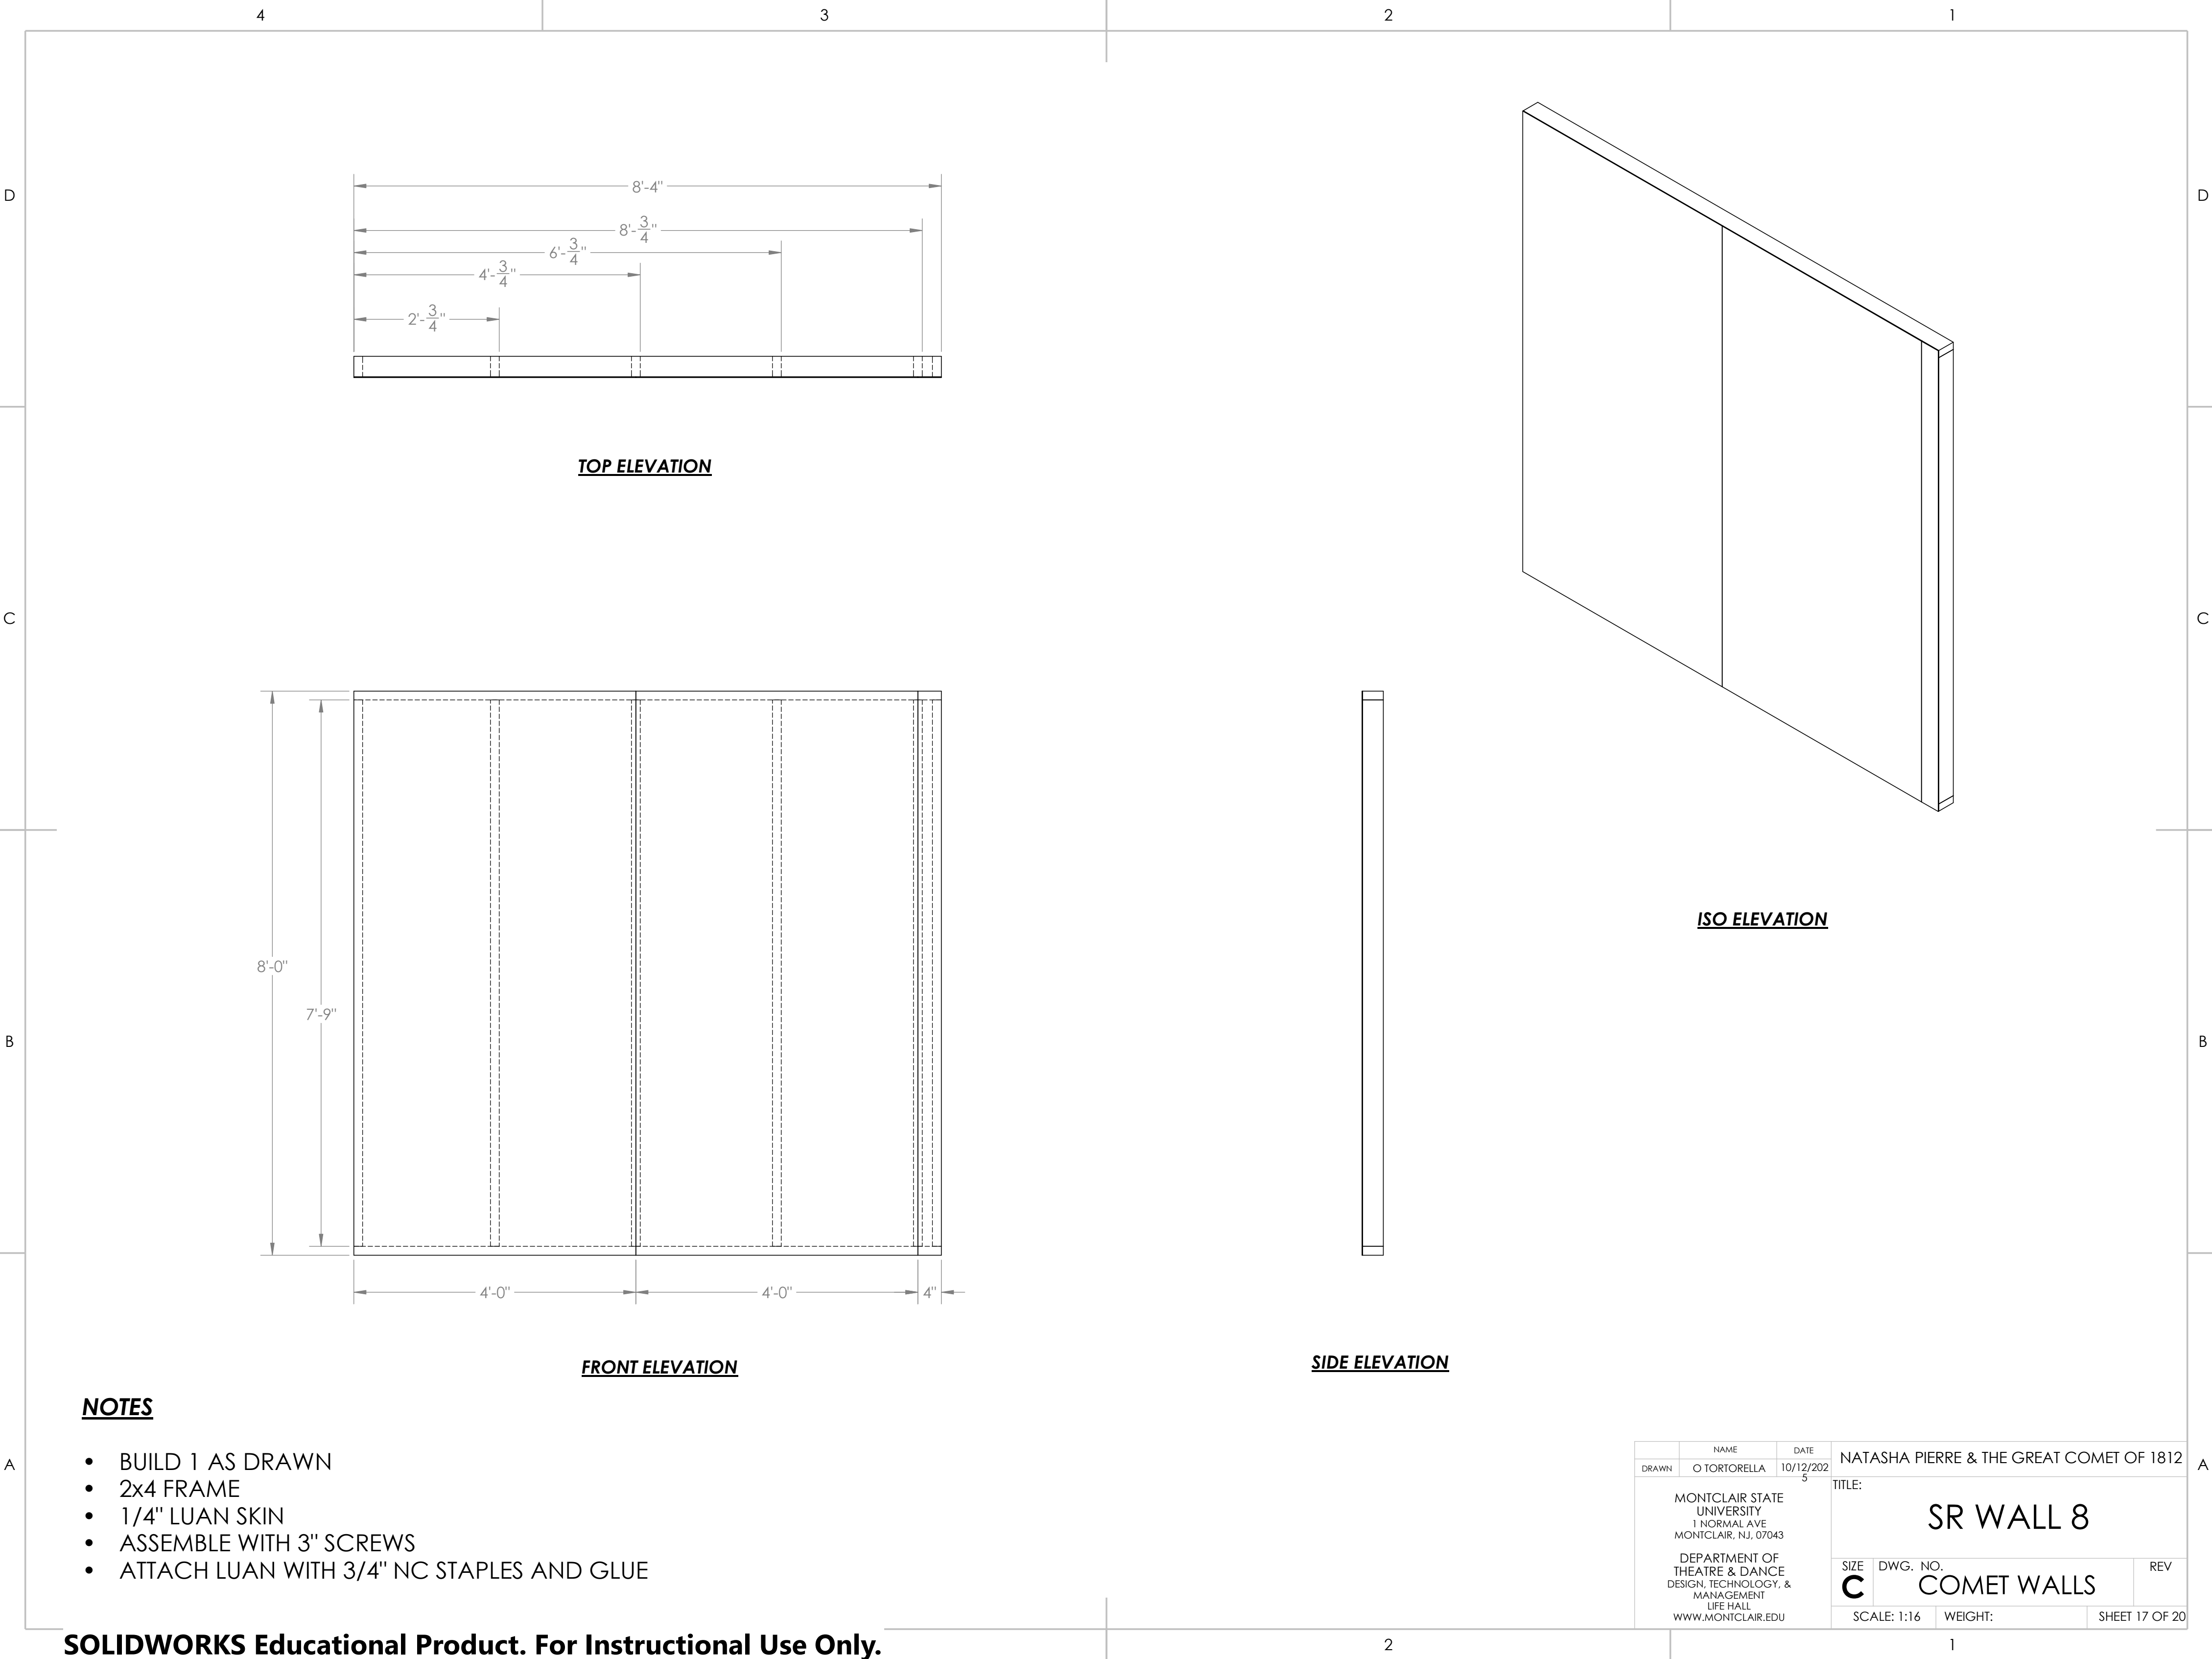 4 3 2 1
D D
8'-4"
8'-3/4"
6'-3/4"
4'-3/4"
2'-3/4"
TOP ELEVATION
C C
ISO ELEVATION
8'-0"
7'-9"
B B
4'-0" 4'-0" 4"
FRONT ELEVATION
SIDE ELEVATION
NOTES
• BUILD 1 AS DRAWN
• 2x4 FRAME
• 1/4" LUAN SKIN
• ASSEMBLE WITH 3" SCREWS
• ATTACH LUAN WITH 3/4" NC STAPLES AND GLUE
A A
NAME DATE
DRAWN O TORTORELLA 10/12/202
5
NATASHA PIERRE & THE GREAT COMET OF 1812
MONTCLAIR STATE
UNIVERSITY
1 NORMAL AVE
MONTCLAIR, NJ, 07043
DEPARTMENT OF
THEATRE & DANCE
DESIGN, TECHNOLOGY, &
MANAGEMENT
LIFE HALL
WWW.MONTCLAIR.EDU
TITLE:
SR WALL 8
SIZE DWG. NO. REV
C COMET WALLS
SCALE: 1:16 WEIGHT: SHEET 17 OF 20
SOLIDWORKS Educational Product. For Instructional Use Only.
2 1